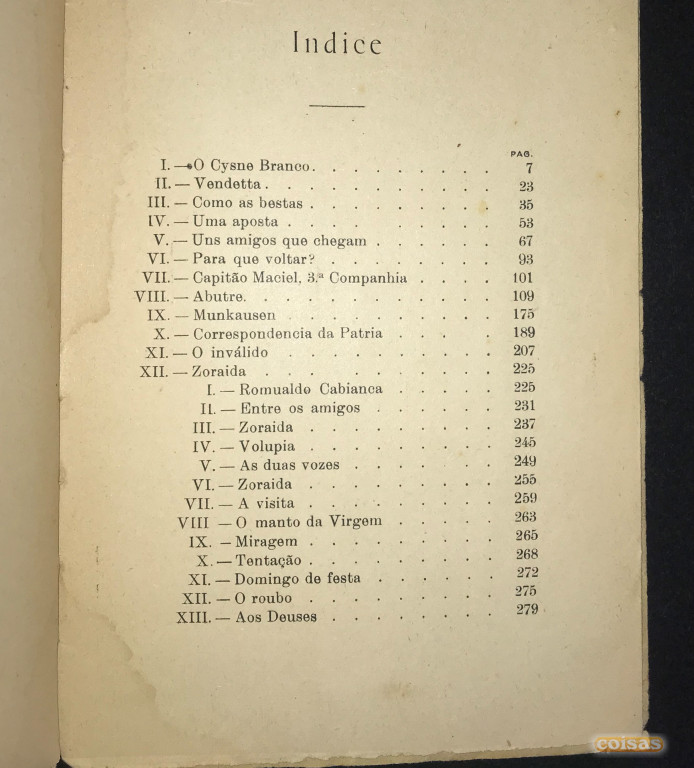 Indice
PAG.
I. — O Cysne Branco. . . . . . . . . 7
II. — Vendetta. . . . . . . . . . . 23
III. — Como as bestas . . . . . . . . . 35
IV. — Uma aposta . . . . . . . . . . 53
V. — Uns amigos que chegam . . . . . . 67
VI. — Para que voltar? . . . . . . . . 93
VII. — Capitão Maciel, 3.ª Companhia . . . . 101
VIII. — Abutre. . . . . . . . . . . . 109
IX. — Munkausen . . . . . . . . . . 175
X. — Correspondencia da Patria . . . . 189
XI. — O inválido . . . . . . . . . . 207
XII. — Zoraida . . . . . . . . . . . 225
I. — Romualdo Cabianca . . . . . 225
II. — Entre os amigos . . . . . . 231
III. — Zoraida . . . . . . . . . 237
IV. — Volupia . . . . . . . . . 245
V. — As duas vozes . . . . . . . 249
VI. — Zoraida . . . . . . . . . 255
VII. — A visita . . . . . . . . . 259
VIII — O manto da Virgem . . . . . 263
IX. — Miragem . . . . . . . . . 265
X. — Tentação . . . . . . . . . 268
XI. — Domingo de festa . . . . . . 272
XII. — O roubo . . . . . . . . . 275
XIII. — Aos Deuses . . . . . . . . 279
coisas